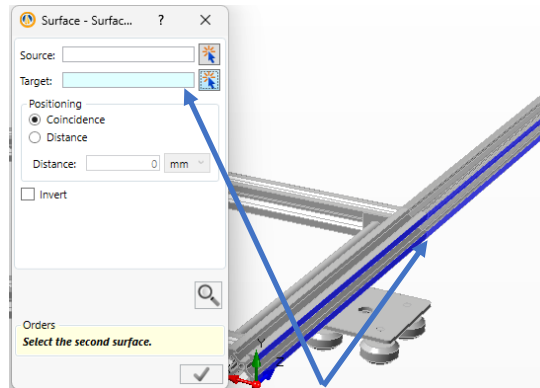 Surface - Surfac... ? ×
Source:
Target:
Positioning
Coincidence
Distance
Distance: 0 mm
Invert
Orders
Select the second surface.
Y
Z